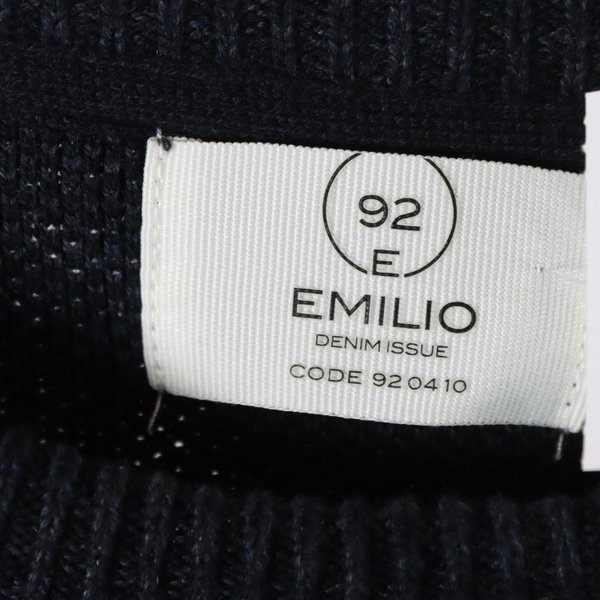 92
E
EMILIO
DENIM ISSUE
CODE 92 04 10